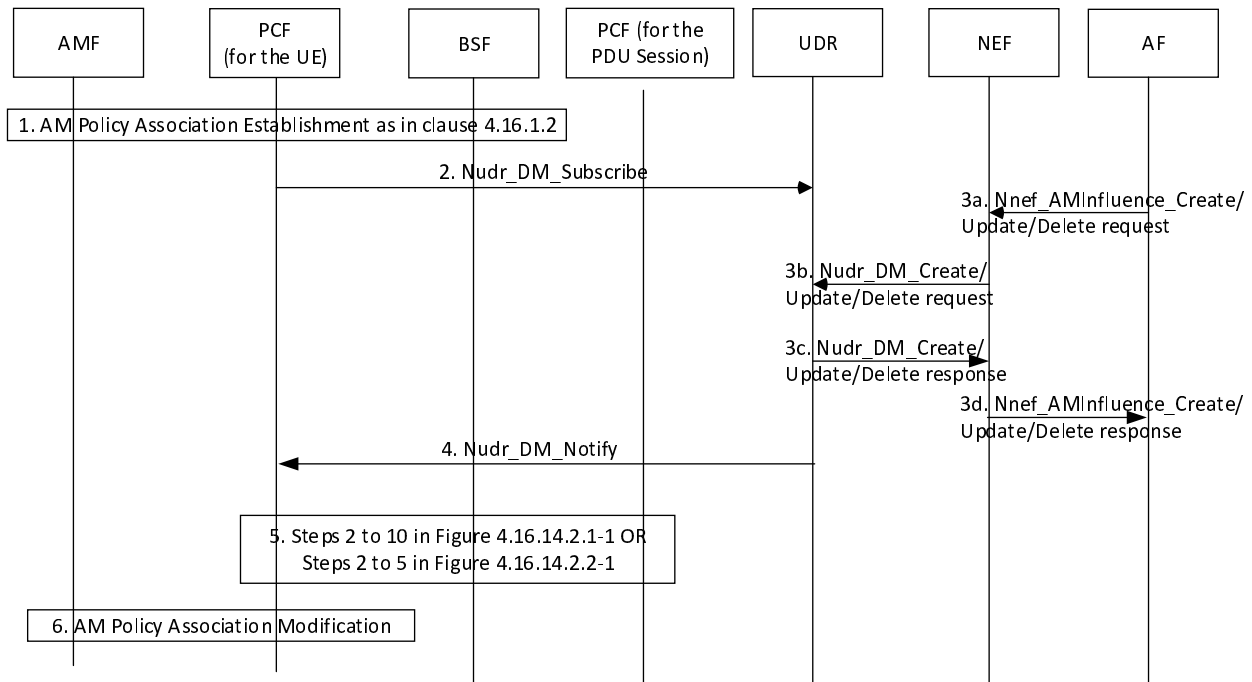 AMF
PCF
(for the UE)
BSF
PCF (for the
PDU Session)
UDR
NEF
AF
1. AM Policy Association Establishment as in clause 4.16.1.2
2. Nudr_DM_Subscribe
3a. Nnef_AMInfluence_Create/
Update/Delete request
3b. Nudr_DM_Create/
Update/Delete request
3c. Nudr_DM_Create/
Update/Delete response
3d. Nnef_AMInfluence_Create/
Update/Delete response
4. Nudr_DM_Notify
5. Steps 2 to 10 in Figure 4.16.14.2.1-1 OR
Steps 2 to 5 in Figure 4.16.14.2.2-1
6. AM Policy Association Modification